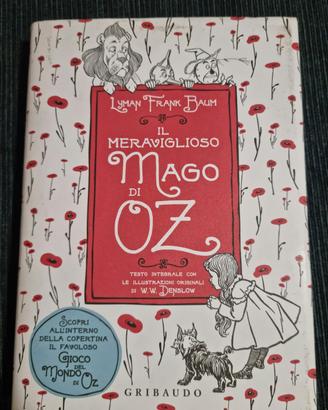 Lyman Frank Baum
IL
MERAVIGLIOSO
MAGO
DI
OZ
TESTO INTEGRALE CON
LE ILLUSTRAZIONI ORIGINALI
DI W.W. DENSLOW
SCOPRI
ALL'INTERNO
DELLA COPERTINA
IL FAVOLOSO
GIOCO
DEL
MONDO
DI OZ
GRIBAUDO